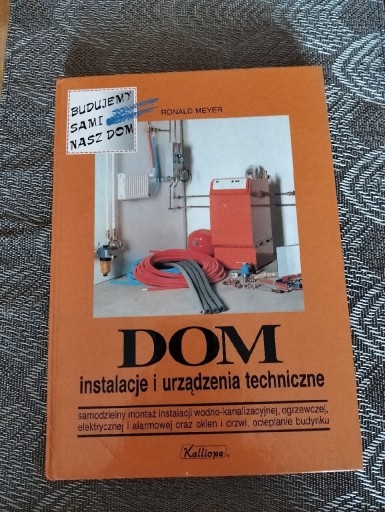 BUDUJEMY
SAMI
NASZ DOM
RONALD MEYER
DOM
instalacje i urządzenia techniczne
samodzielny montaż instalacji wodno-kanalizacyjnej, ogrzewczej,
elektrycznej i alarmowej oraz okien i drzwi, ocieplanie budynku
Kalliope